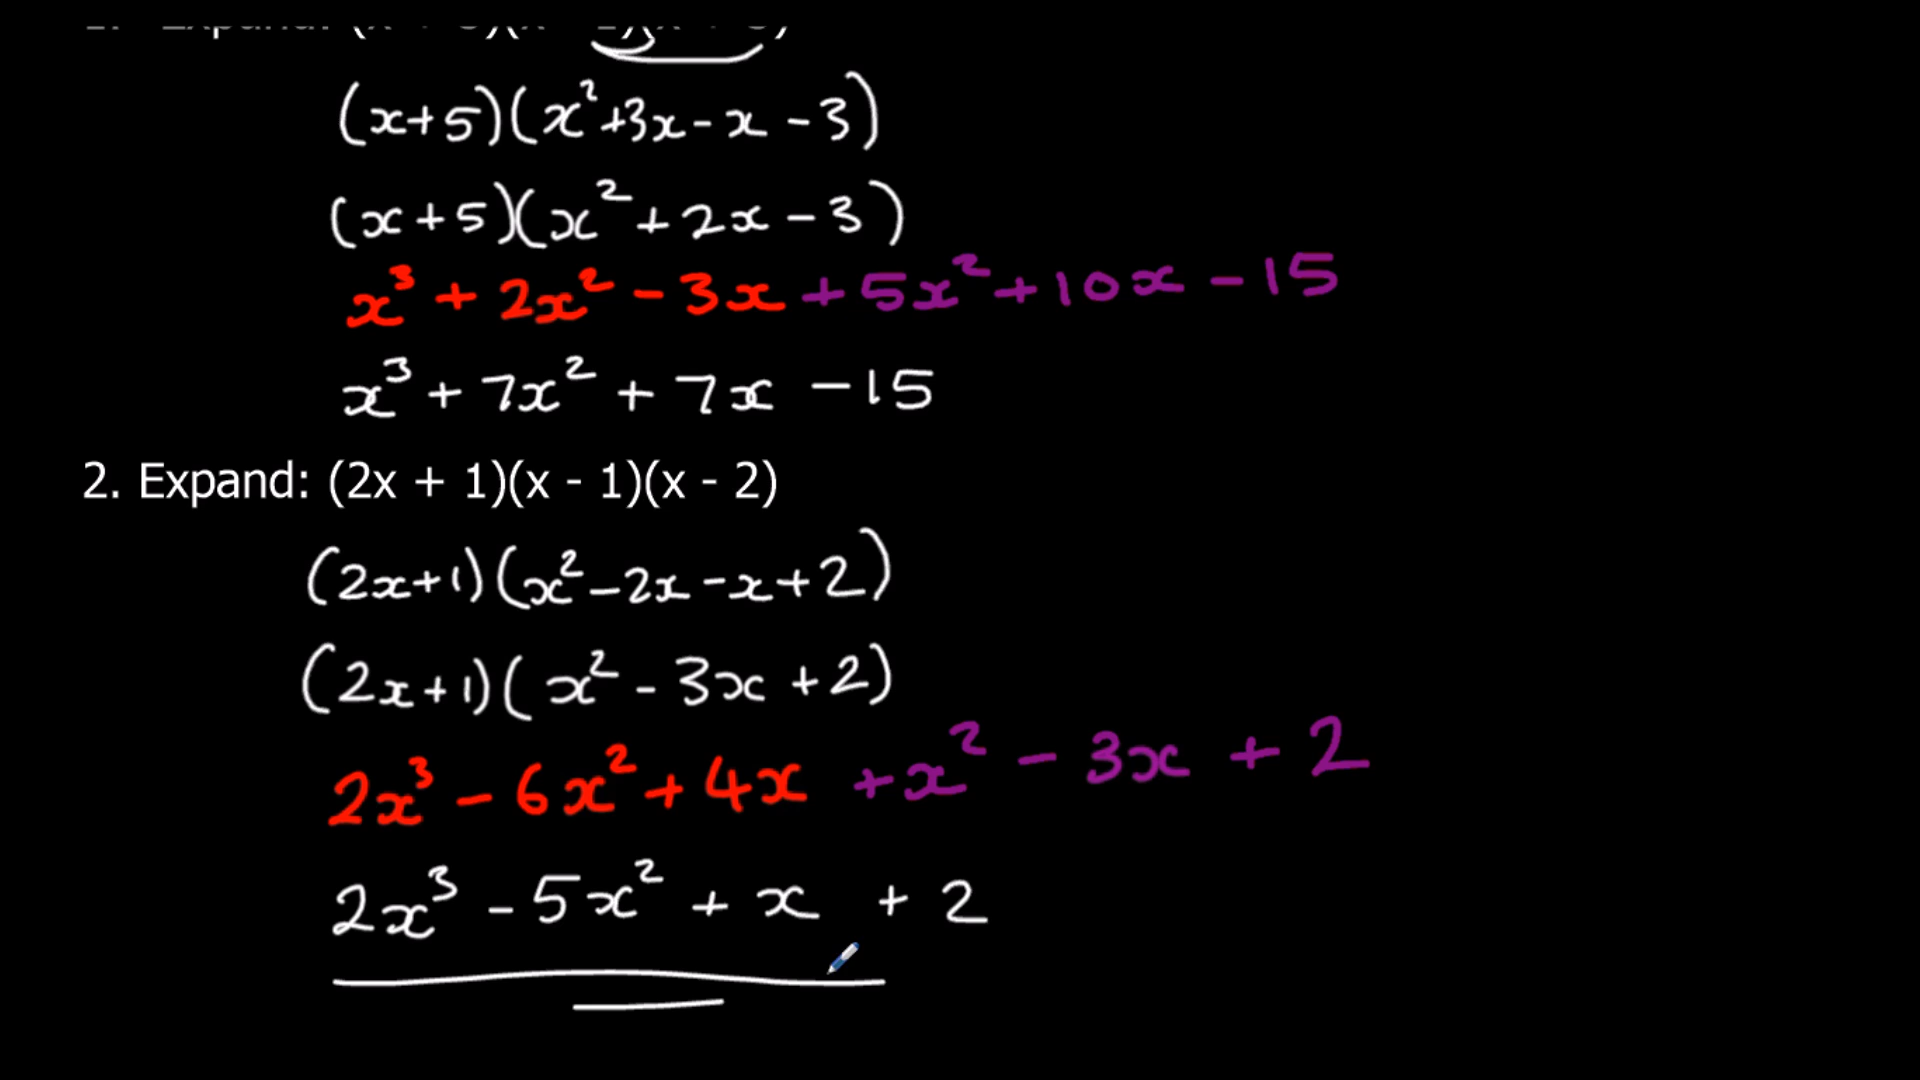 (x+5)(x²+3x-x-3)
(x+5)(x²+2x-3)
x³+2x²-3x+5x²+10x-15
x³+7x²+7x-15
2. Expand: (2x + 1)(x - 1)(x - 2)
(2x+1)(x²-2x-x+2)
(2x+1)(x²-3x+2)
2x³-6x²+4x+x²-3x+2
2x³-5x²+x+2